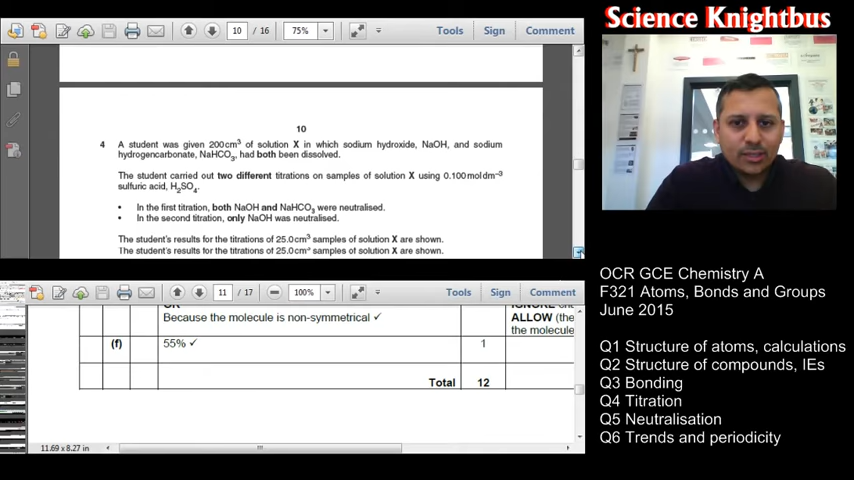 Science Knightbus
10 / 16
75%
Tools
Sign
Comment
10
4 A student was given 200 cm³ of solution X in which sodium hydroxide, NaOH, and sodium
hydrogencarbonate, NaHCO₃, had both been dissolved.
The student carried out two different titrations on samples of solution X using 0.100 mol dm⁻³
sulfuric acid, H₂SO₄.
• In the first titration, both NaOH and NaHCO₃ were neutralised.
• In the second titration, only NaOH was neutralised.
The student's results for the titrations of 25.0 cm³ samples of solution X are shown.
The student's results for the titrations of 25.0 cm³ samples of solution X are shown.
11 / 17
100%
Tools
Sign
Comment
OR
Because the molecule is non-symmetrical ✓
ALLOW (the
the molecule
(f) 55% ✓ 1
Total 12
11.69 x 8.27 in
OCR GCE Chemistry A
F321 Atoms, Bonds and Groups
June 2015
Q1 Structure of atoms, calculations
Q2 Structure of compounds, IEs
Q3 Bonding
Q4 Titration
Q5 Neutralisation
Q6 Trends and periodicity